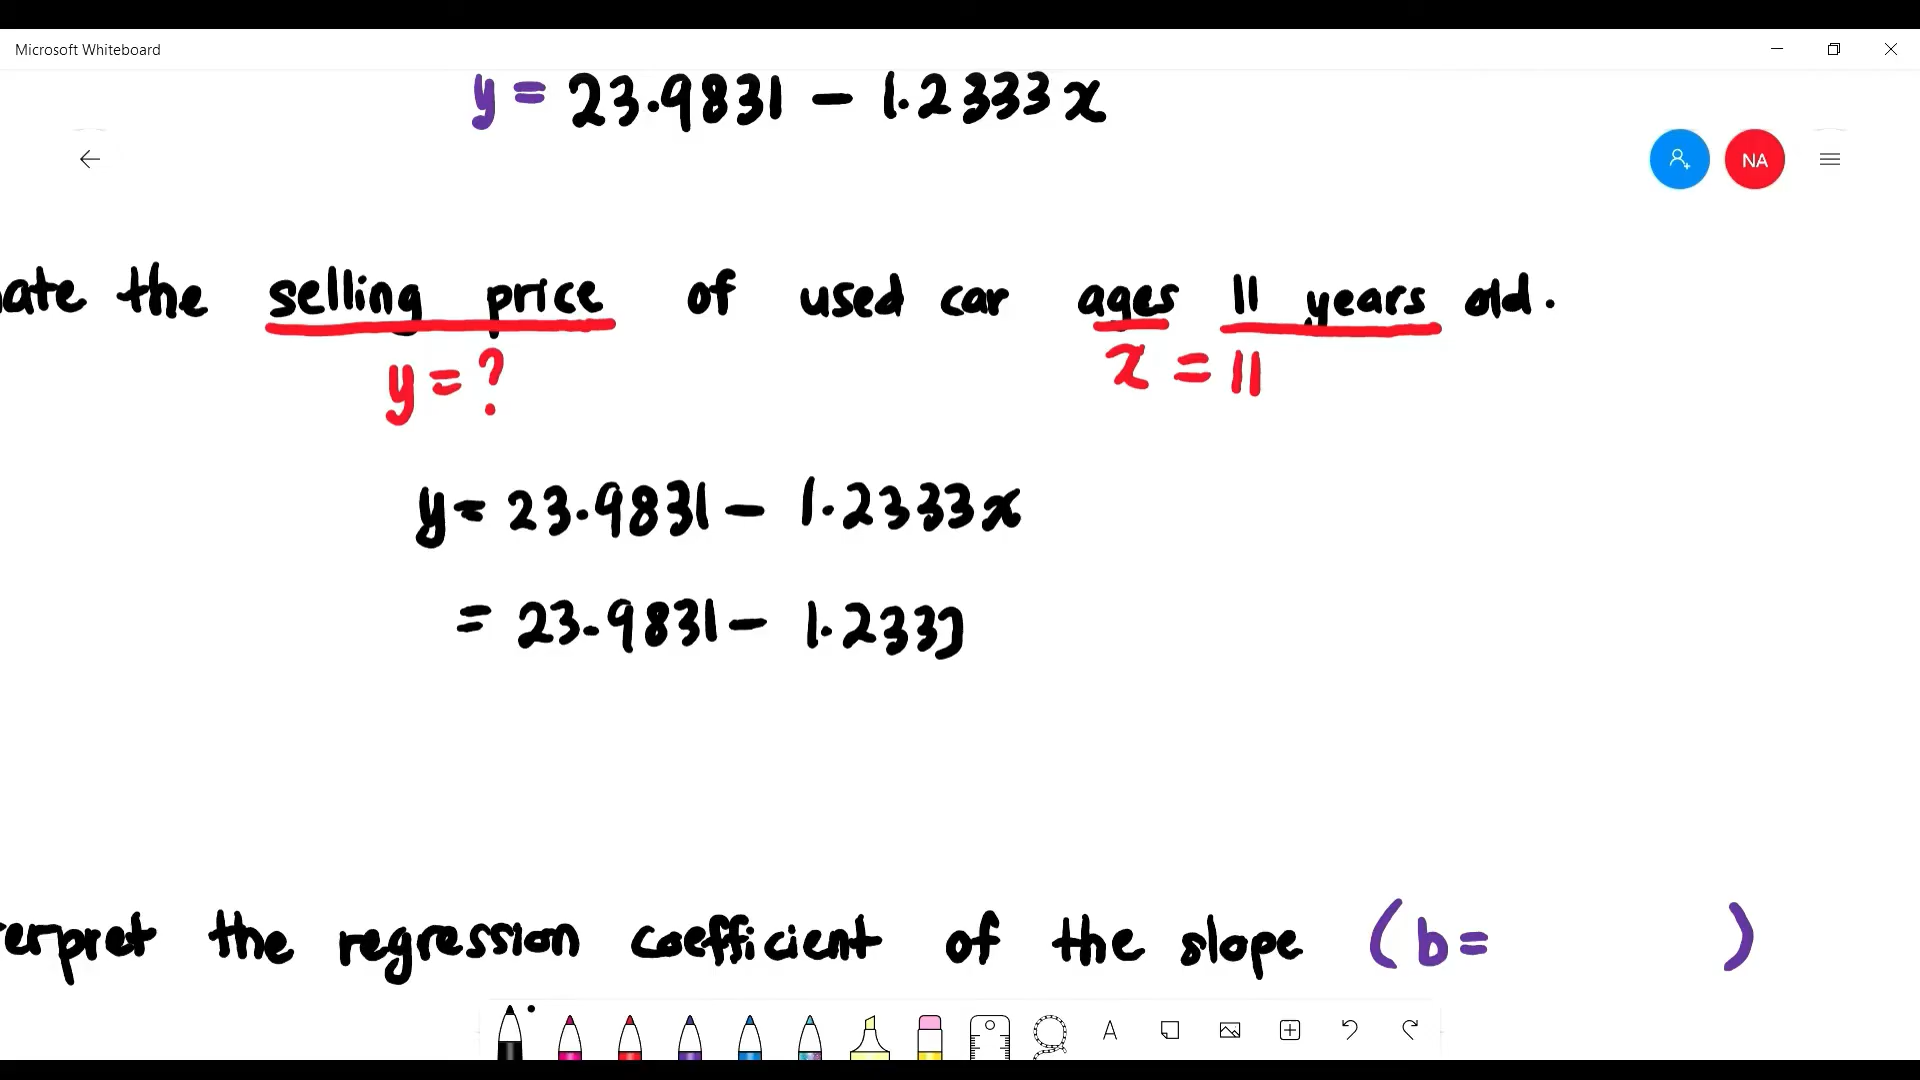 Microsoft Whiteboard
y = 23.9831 - 1.2333x
NA
ate the selling price of used car ages 11 years old.
y = ? x = 11
y = 23.9831 - 1.2333x
= 23.9831 - 1.2333
erpret the regression coefficient of the slope (b= )
A